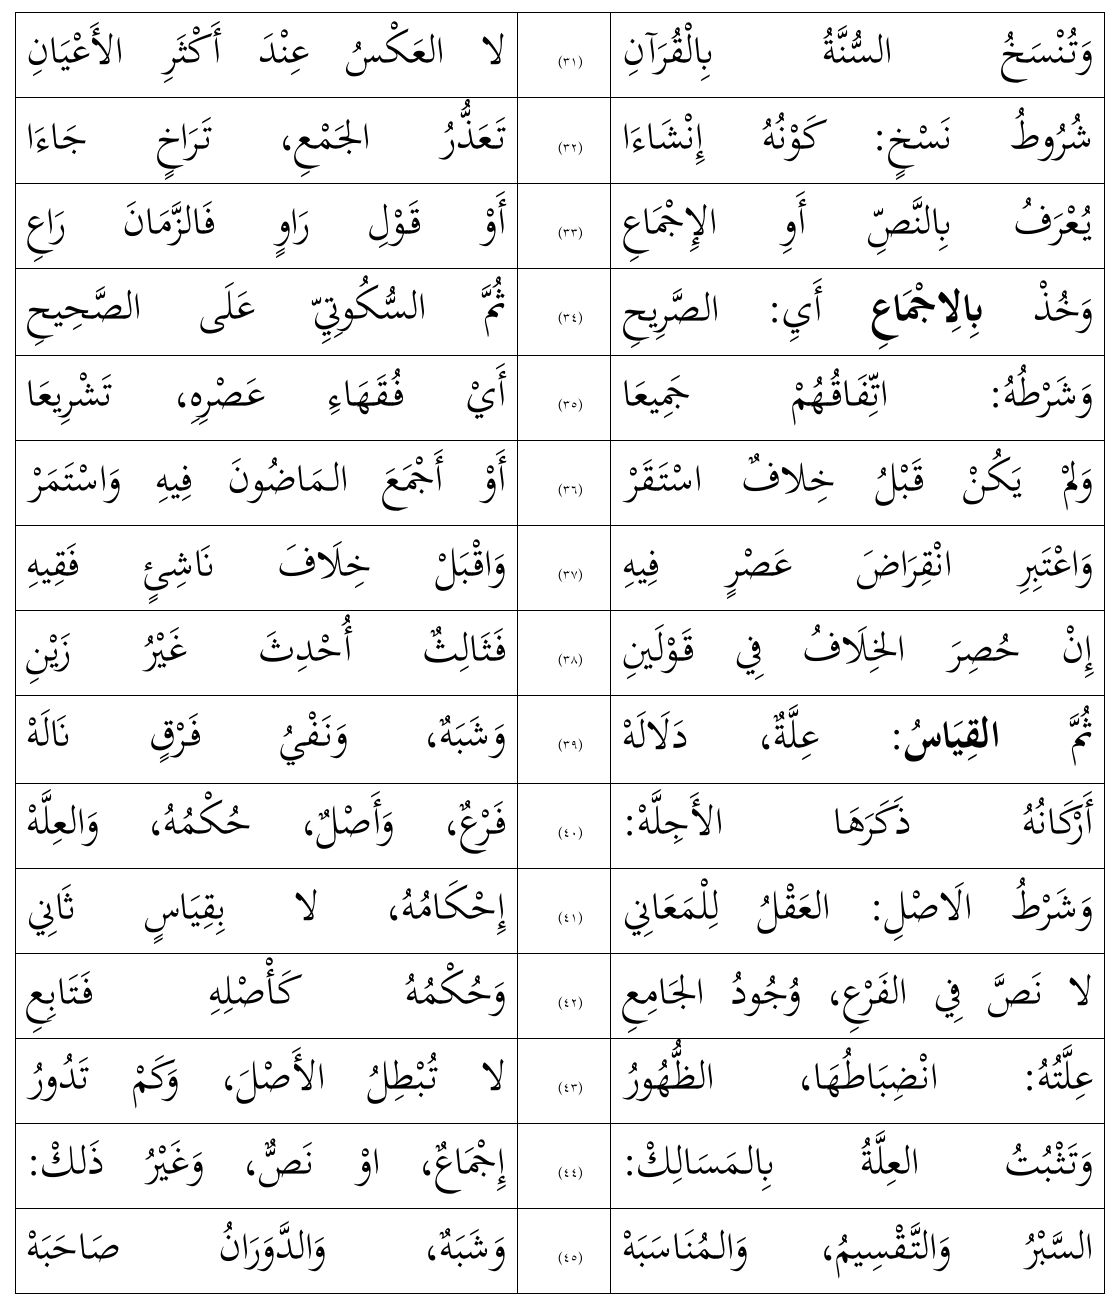 وَتُنْسَخُ السُّنَّةُ بِالْقُرَآنِ (٣١) لا العَكْسُ عِنْدَ أَكْثَرِ الأَعْيَانِ
شُرُوطُ نَسْخٍ: كَوْنُهُ إِنْشَاءَا (٣٢) تَعَذُّرُ الجَمْعِ، تَرَاخٍ جَاءَا
يُعْرَفُ بِالنَّصِّ أَوِ الإِجْمَاعِ (٣٣) أَوْ قَوْلِ رَاوٍ فَالزَّمَانَ رَاعِ
وَخُذْ بِالِاجْمَاعِ أَيِ: الصَّرِيحِ (٣٤) ثُمَّ السُّكُوتِيِّ عَلَى الصَّحِيحِ
وَشَرْطُهُ: اتِّفَاقُهُمْ جَمِيعَا (٣٥) أَيْ فُقَهَاءِ عَصْرِهِ، تَشْرِيعَا
وَلَمْ يَكُنْ قَبْلُ خِلافٌ اسْتَقَرْ (٣٦) أَوْ أَجْمَعَ المَاضُونَ فِيهِ وَاسْتَمَرْ
وَاعْتَبِرِ انْقِرَاضَ عَصْرٍ فِيهِ (٣٧) وَاقْبَلْ خِلَافَ نَاشِئٍ فَقِيهِ
إِنْ حُصِرَ الخِلَافُ فِي قَوْلَينِ (٣٨) فَثَالِثٌ أُحْدِثَ غَيْرُ زَيْنِ
ثُمَّ القِيَاسُ: عِلَّةٌ، دَلَالَهْ (٣٩) وَشَبَهٌ، وَنَفْيُ فَرْقٍ نَالَهْ
أَرْكَانُهُ ذَكَرَهَا الأَجِلَّهْ: (٤٠) فَرْعٌ، وَأَصْلٌ، حُكْمُهُ، وَالعِلَّهْ
وَشَرْطُ الَاصْلِ: العَقْلُ لِلْمَعَانِي (٤١) إِحْكَامُهُ، لا بِقِيَاسٍ ثَانِي
لا نَصَّ فِي الفَرْعِ، وُجُودُ الجَامِعِ (٤٢) وَحُكْمُهُ كَأَصْلِهِ فَتَابِعِ
عِلَّتُهُ: انْضِبَاطُهَا، الظُّهُورُ (٤٣) لا تُبْطِلُ الأَصْلَ، وَكَمْ تَدُورُ
وَتَثْبُتُ العِلَّةُ بِالمَسَالِكْ: (٤٤) إِجْمَاعٌ، اوْ نَصٌّ، وَغَيْرُ ذَلكْ:
السَّبْرُ وَالتَّقْسِيمُ، وَالمُنَاسَبَهْ (٤٥) وَشَبَهٌ، وَالدَّوَرَانُ صَاحَبَهْ